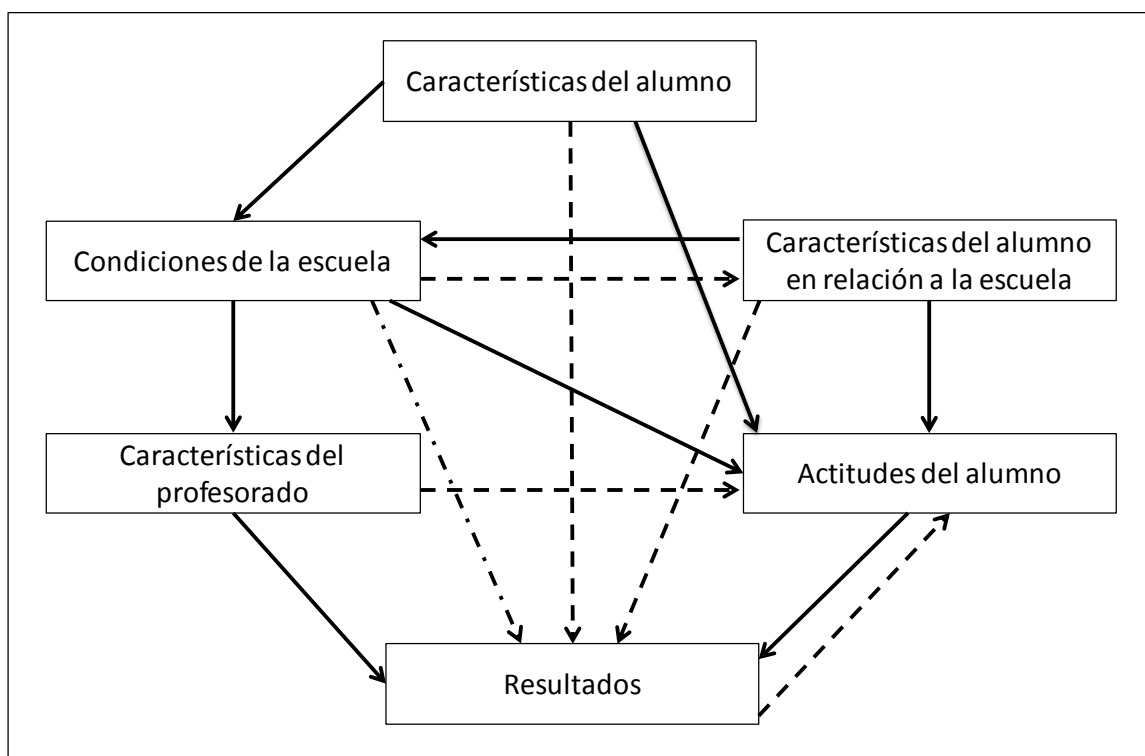 Características del alumno
Condiciones de la escuela
Características del alumno
en relación a la escuela
Características del
profesorado
Actitudes del alumno
Resultados